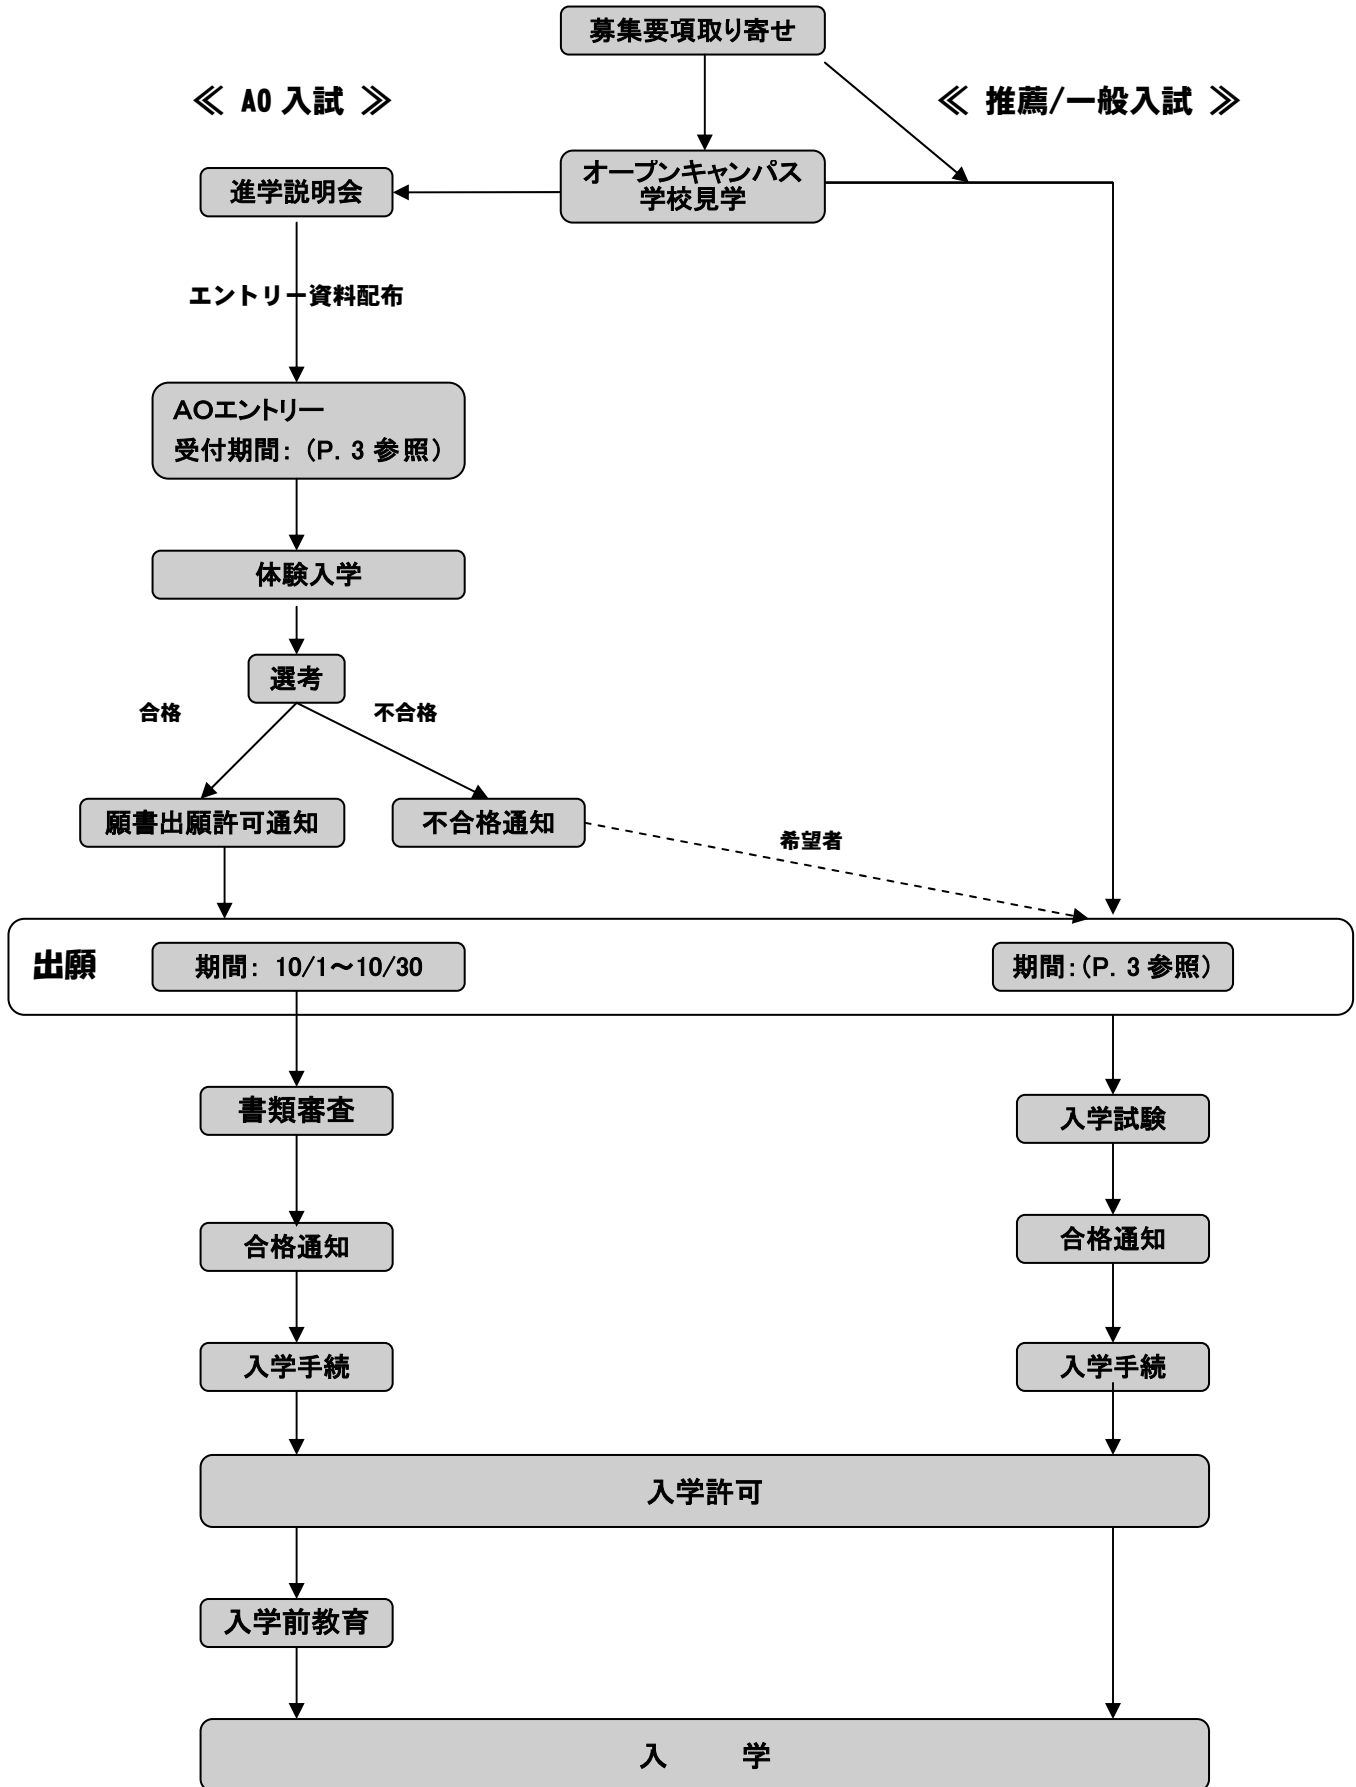 募集要項取り寄せ
≪ AO 入試 ≫
≪ 推薦/一般入試 ≫
オープンキャンパス
学校見学
進学説明会
エントリー資料配布
AOエントリー
受付期間：（P．3 参照）
体験入学
選考
合格
不合格
願書出願許可通知
不合格通知
希望者
出願
期間： 10/1～10/30
期間：（P．3 参照）
書類審査
入学試験
合格通知
合格通知
入学手続
入学手続
入学許可
入学前教育
入　　学